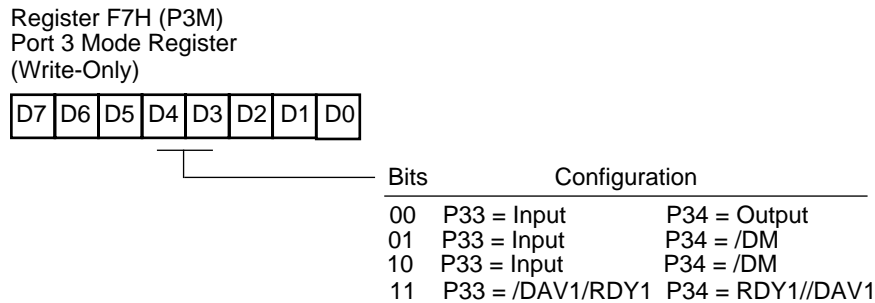 Register F7H (P3M)
Port 3 Mode Register
(Write-Only)
D7 D6 D5 D4 D3 D2 D1 D0
Bits Configuration
00 P33 = Input P34 = Output
01 P33 = Input P34 = /DM
10 P33 = Input P34 = /DM
11 P33 = /DAV1/RDY1 P34 = RDY1//DAV1